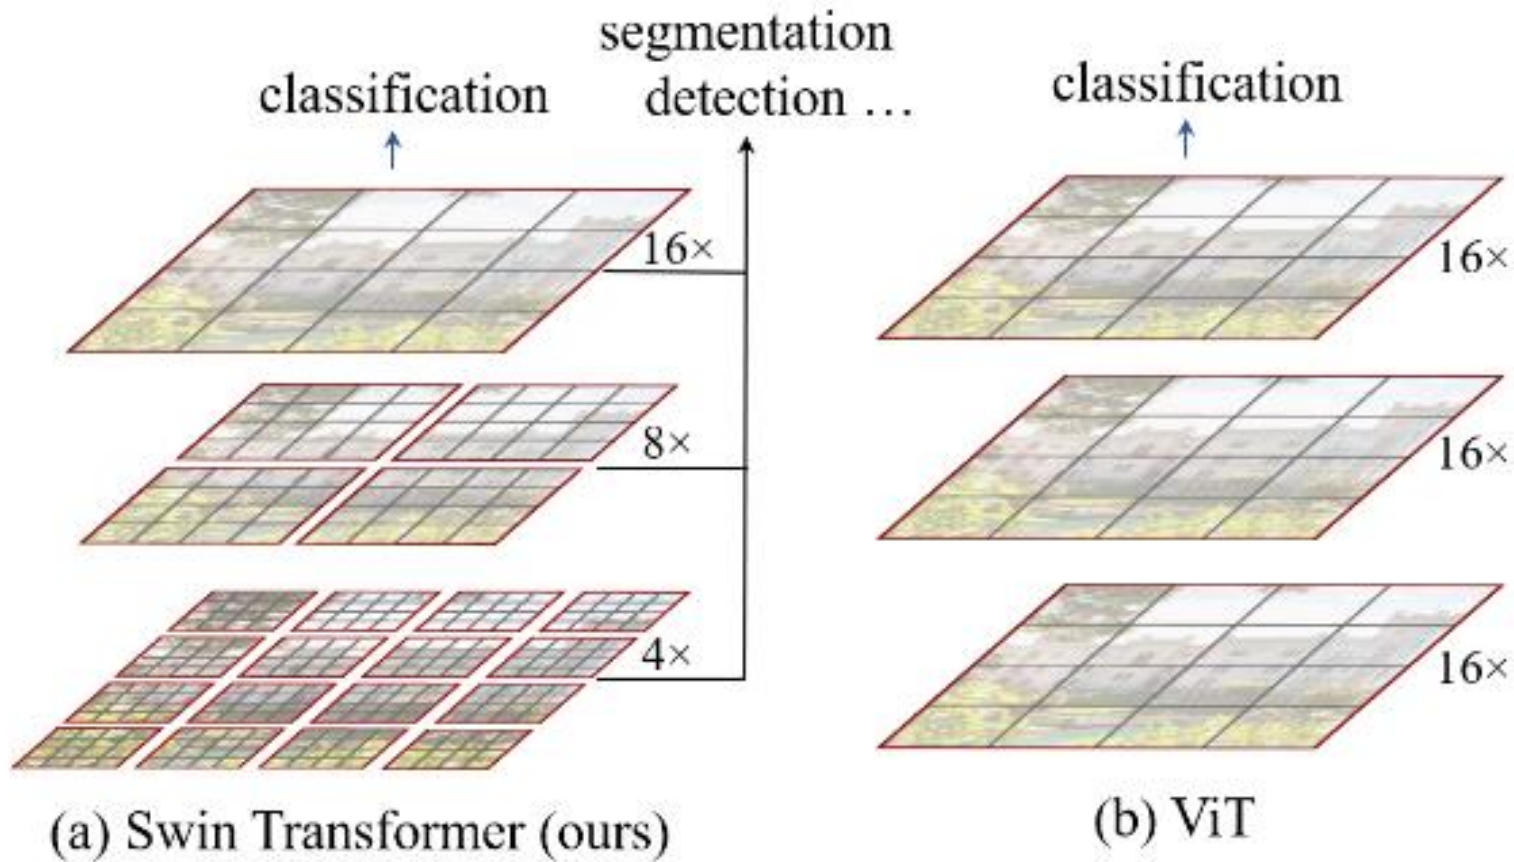 segmentation
detection ...
classification
16×
8×
4×
(a) Swin Transformer (ours)
classification
16×
16×
16×
(b) ViT